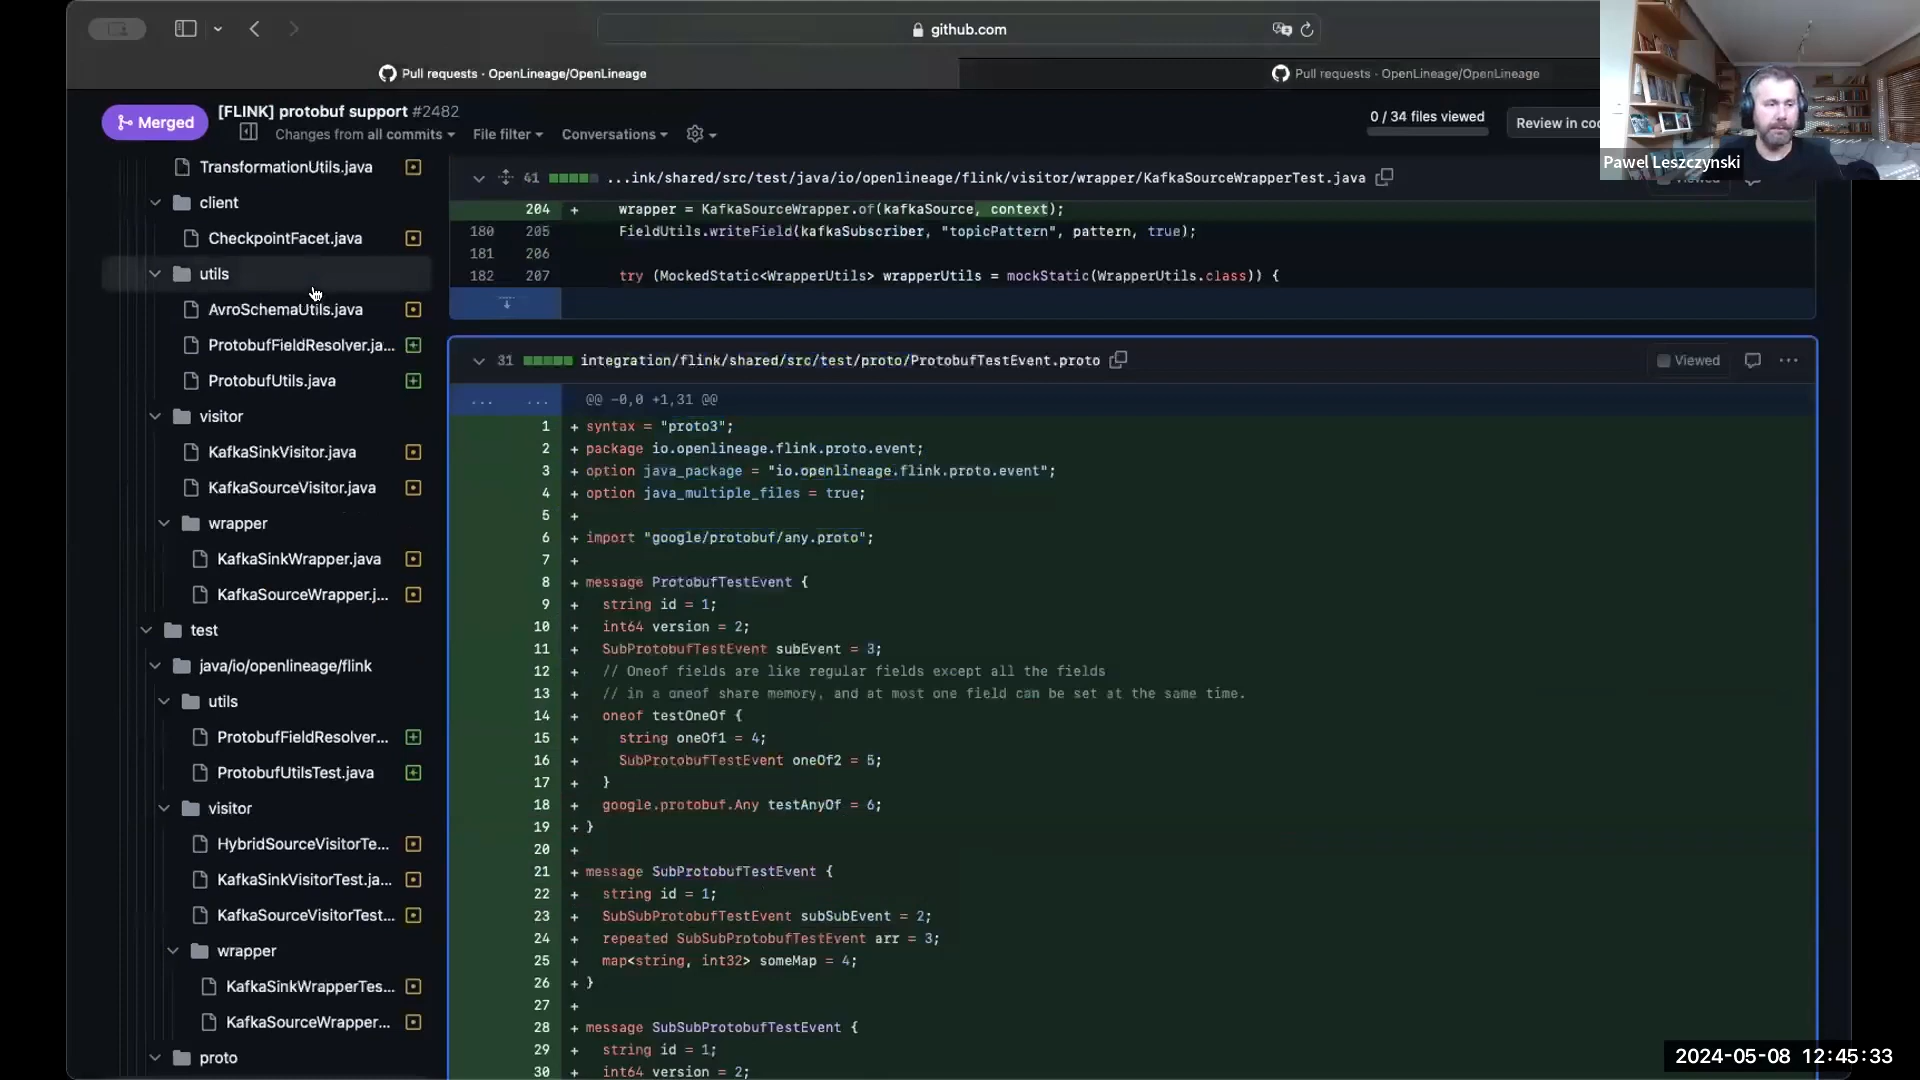 github.com
Pull requests · OpenLineage/OpenLineage
Pull requests · OpenLineage/OpenLineage
Merged
[FLINK] protobuf support #2482
Changes from all commits
File filter
Conversations
0 / 34 files viewed
Review in co
Pawel Leszczynski
TransformationUtils.java
client
CheckpointFacet.java
utils
AvroSchemaUtils.java
ProtobufFieldResolver.ja...
ProtobufUtils.java
visitor
KafkaSinkVisitor.java
KafkaSourceVisitor.java
wrapper
KafkaSinkWrapper.java
KafkaSourceWrapper.j...
test
java/io/openlineage/flink
utils
ProtobufFieldResolver...
ProtobufUtilsTest.java
visitor
HybridSourceVisitorTe...
KafkaSinkVisitorTest.ja...
KafkaSourceVisitorTest...
wrapper
KafkaSinkWrapperTes...
KafkaSourceWrapper...
proto
41 ...ink/shared/src/test/java/io/openlineage/flink/visitor/wrapper/KafkaSourceWrapperTest.java
204 + wrapper = KafkaSourceWrapper.of(kafkaSource, context);
180 205 FieldUtils.writeField(kafkaSubscriber, "topicPattern", pattern, true);
181 206
182 207 try (MockedStatic<WrapperUtils> wrapperUtils = mockStatic(WrapperUtils.class)) {
31 integration/flink/shared/src/test/proto/ProtobufTestEvent.proto
Viewed
... ... @@ -0,0 +1,31 @@
1 + syntax = "proto3";
2 + package io.openlineage.flink.proto.event;
3 + option java_package = "io.openlineage.flink.proto.event";
4 + option java_multiple_files = true;
5 +
6 + import "google/protobuf/any.proto";
7 +
8 + message ProtobufTestEvent {
9 + string id = 1;
10 + int64 version = 2;
11 + SubProtobufTestEvent subEvent = 3;
12 + // Oneof fields are like regular fields except all the fields
13 + // in a oneof share memory, and at most one field can be set at the same time.
14 + oneof testOneOf {
15 + string oneOf1 = 4;
16 + SubProtobufTestEvent oneOf2 = 5;
17 + }
18 + google.protobuf.Any testAnyOf = 6;
19 + }
20 +
21 + message SubProtobufTestEvent {
22 + string id = 1;
23 + SubSubProtobufTestEvent subSubEvent = 2;
24 + repeated SubSubProtobufTestEvent arr = 3;
25 + map<string, int32> someMap = 4;
26 + }
27 +
28 + message SubSubProtobufTestEvent {
29 + string id = 1;
30 + int64 version = 2;
2024-05-08 12:45:33